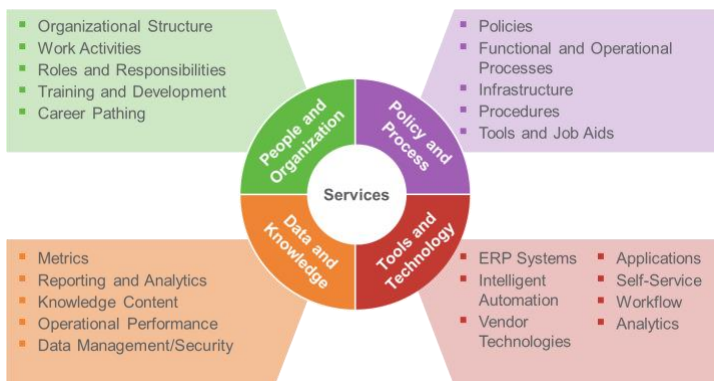 Organizational Structure
Work Activities
Roles and Responsibilities
Training and Development
Career Pathing
Policies
Functional and Operational
Processes
Infrastructure
Procedures
Tools and Job Aids
People and
Organization
Policy and
Process
Services
Data and
Knowledge
Tools and
Technology
Metrics
Reporting and Analytics
Knowledge Content
Operational Performance
Data Management/Security
ERP Systems
Intelligent
Automation
Vendor
Technologies
Applications
Self-Service
Workflow
Analytics